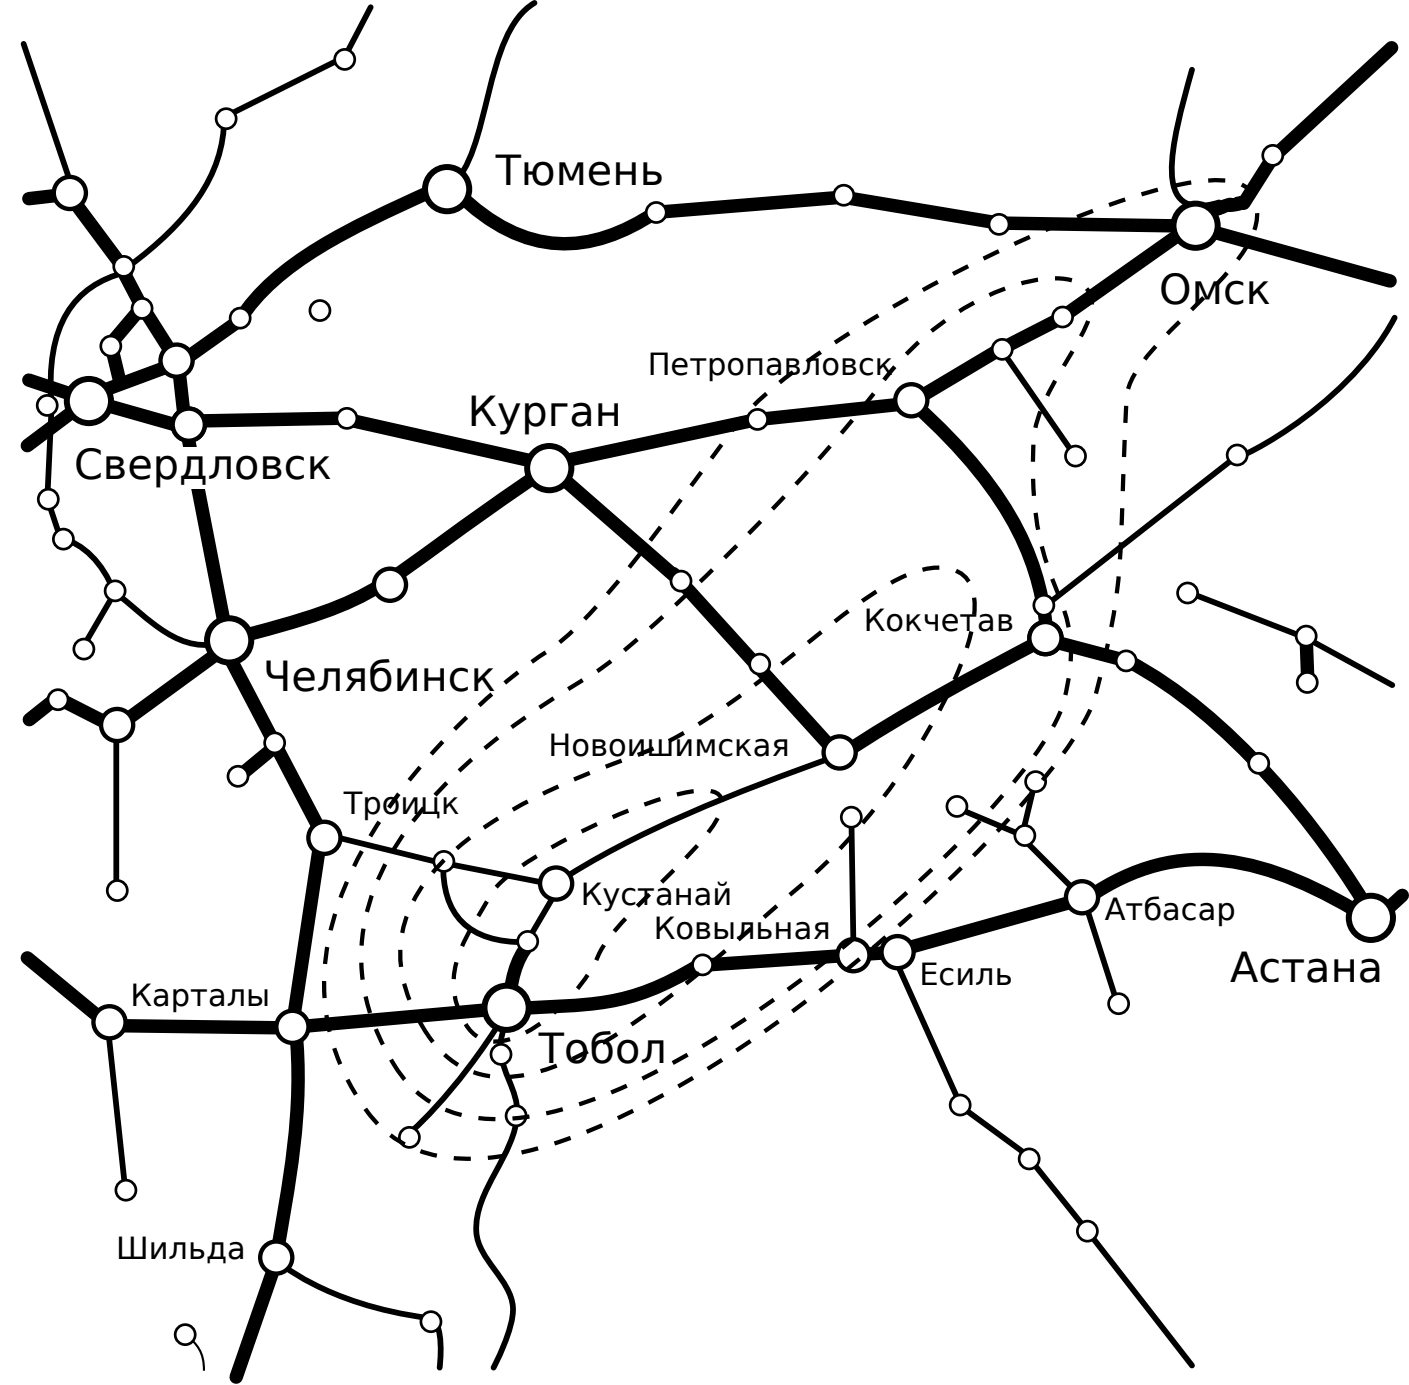 Тюмень
Омск
Петропавловск
Курган
Свердловск
Кокчетав
Челябинск
Новоишимская
Троицк
Кустанай
Атбасар
Ковыльная
Астана
Есиль
Карталы
Тобол
Шильда